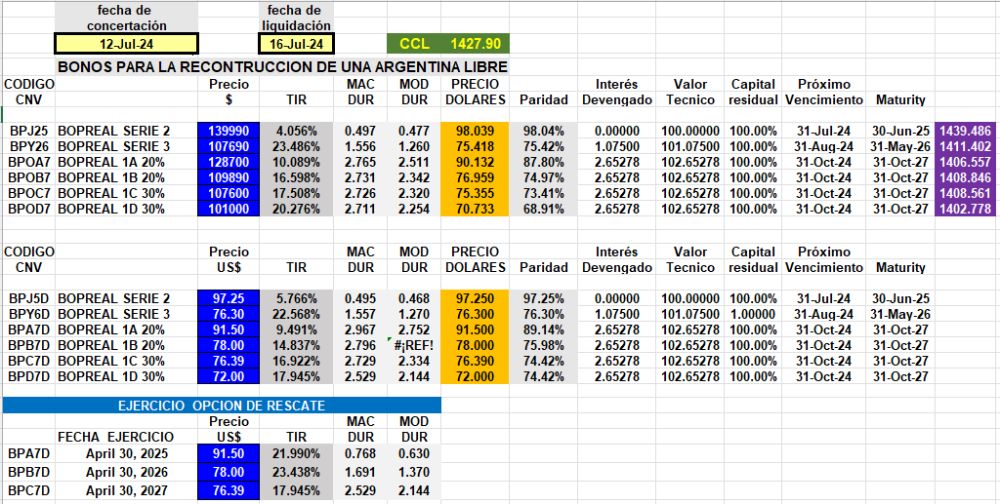 fecha de concertación fecha de liquidación
12-Jul-24 16-Jul-24 CCL 1427.90
BONOS PARA LA RECONTRUCCION DE UNA ARGENTINA LIBRE
CODIGO Precio MAC MOD PRECIO Interés Valor Capital Próximo
CNV $ TIR DUR DUR DOLARES Paridad Devengado Tecnico residual Vencimiento Maturity
BPJ25 BOPREAL SERIE 2 139990 4.056% 0.497 0.477 98.039 98.04% 0.00000 100.00000 100.00% 31-Jul-24 30-Jun-25 1439.486
BPY26 BOPREAL SERIE 3 107690 23.486% 1.556 1.260 75.418 75.42% 1.07500 101.07500 100.00% 31-Aug-24 31-May-26 1411.402
BPOA7 BOPREAL 1A 20% 128700 10.089% 2.765 2.511 90.132 87.80% 2.65278 102.65278 100.00% 31-Oct-24 31-Oct-27 1406.557
BPOB7 BOPREAL 1B 20% 109890 16.598% 2.731 2.342 76.959 74.97% 2.65278 102.65278 100.00% 31-Oct-24 31-Oct-27 1408.846
BPOC7 BOPREAL 1C 30% 107600 17.508% 2.726 2.320 75.355 73.41% 2.65278 102.65278 100.00% 31-Oct-24 31-Oct-27 1408.561
BPOD7 BOPREAL 1D 30% 101000 20.276% 2.711 2.254 70.733 68.91% 2.65278 102.65278 100.00% 31-Oct-24 31-Oct-27 1402.778
CODIGO Precio MAC MOD PRECIO Interés Valor Capital Próximo
CNV US$ TIR DUR DUR DOLARES Paridad Devengado Tecnico residual Vencimiento Maturity
BPJ5D BOPREAL SERIE 2 97.25 5.766% 0.495 0.468 97.250 97.25% 0.00000 100.00000 100.00% 31-Jul-24 30-Jun-25
BPY6D BOPREAL SERIE 3 76.30 22.568% 1.557 1.270 76.300 76.30% 1.07500 101.07500 1.00000 31-Aug-24 31-May-26
BPA7D BOPREAL 1A 20% 91.50 9.491% 2.967 2.752 91.500 89.14% 2.65278 102.65278 100.00% 31-Oct-24 31-Oct-27
BPB7D BOPREAL 1B 20% 78.00 14.837% 2.796 #¡REF! 78.000 75.98% 2.65278 102.65278 100.00% 31-Oct-24 31-Oct-27
BPC7D BOPREAL 1C 30% 76.39 16.922% 2.729 2.334 76.390 74.42% 2.65278 102.65278 100.00% 31-Oct-24 31-Oct-27
BPD7D BOPREAL 1D 30% 72.00 17.945% 2.529 2.144 72.000 74.42% 2.65278 102.65278 100.00% 31-Oct-24 31-Oct-27
EJERCICIO OPCION DE RESCATE
Precio MAC MOD
FECHA EJERCICIO US$ TIR DUR DUR
BPA7D April 30, 2025 91.50 21.990% 0.768 0.630
BPB7D April 30, 2026 78.00 23.438% 1.691 1.370
BPC7D April 30, 2027 76.39 17.945% 2.529 2.144